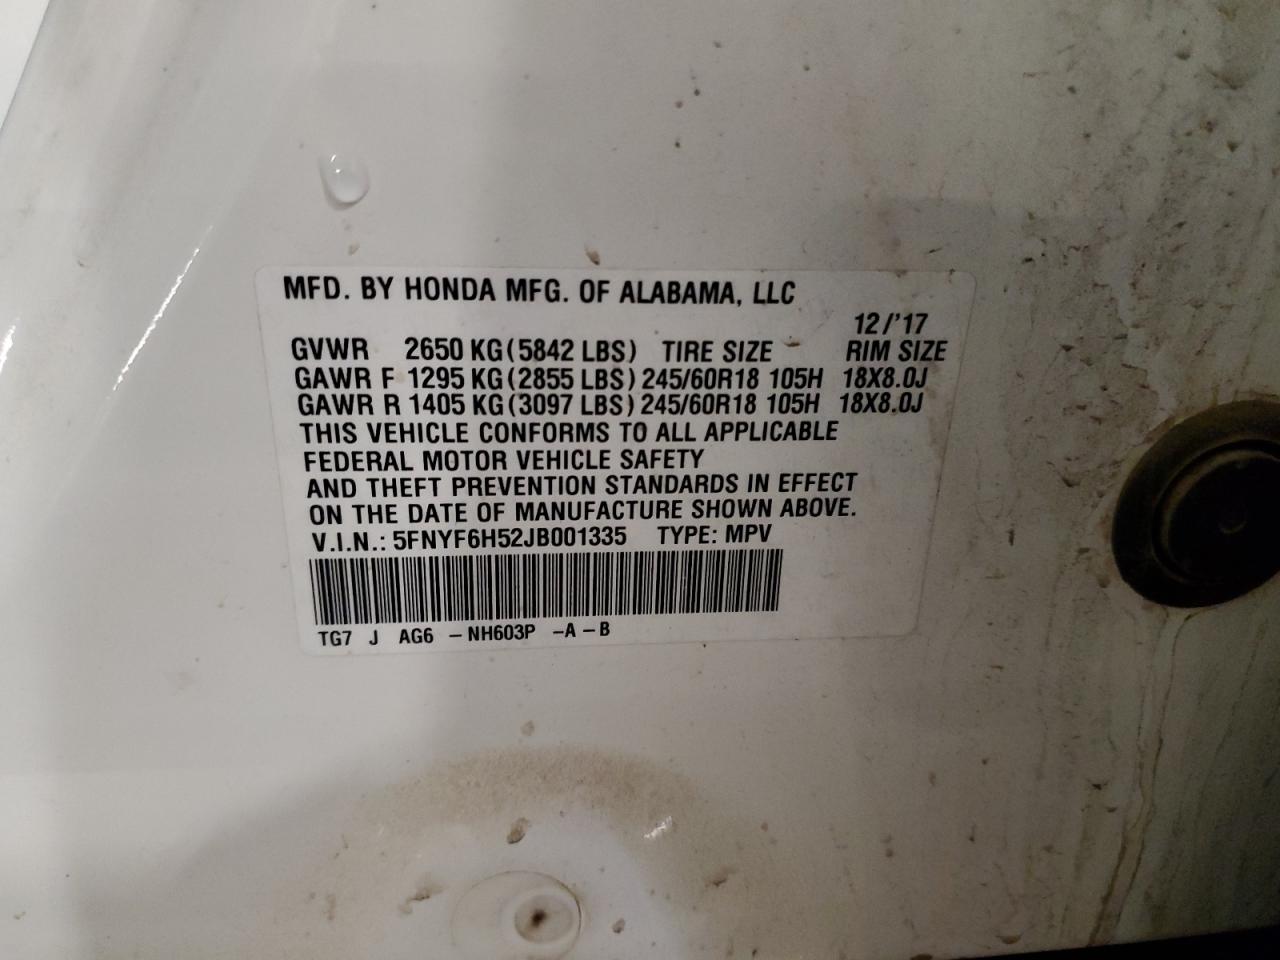 MFD. BY HONDA MFG. OF ALABAMA, LLC
12/'17
GVWR 2650 KG (5842 LBS) TIRE SIZE RIM SIZE
GAWR F 1295 KG (2855 LBS) 245/60R18 105H 18X8.0J
GAWR R 1405 KG (3097 LBS) 245/60R18 105H 18X8.0J
THIS VEHICLE CONFORMS TO ALL APPLICABLE
FEDERAL MOTOR VEHICLE SAFETY
AND THEFT PREVENTION STANDARDS IN EFFECT
ON THE DATE OF MANUFACTURE SHOWN ABOVE.
V.I.N.: 5FNYF6H52JB001335 TYPE: MPV
TG7 J AG6 – NH603P –A – B